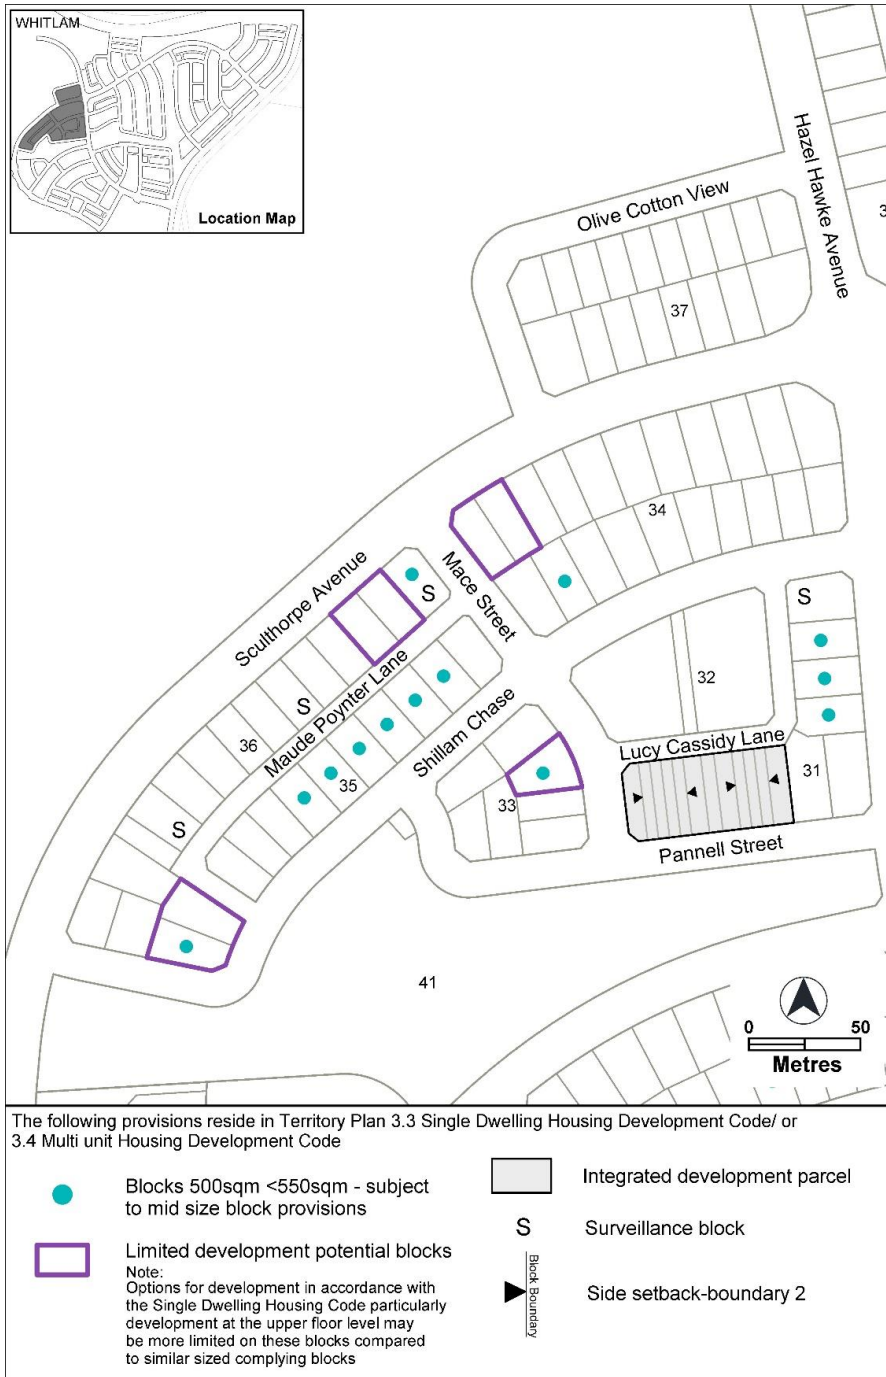 WHITLAM
Location Map
Hazel Hawke Avenue
Olive Cotton View
3
37
34
Sculthorpe Avenue
Mace Street
S
S
S
32
Maude Poynter Lane
S
Shillam Chase
Lucy Cassidy Lane
36
31
35
33
S
Pannell Street
41
0 50
Metres
The following provisions reside in Territory Plan 3.3 Single Dwelling Housing Development Code/ or
3.4 Multi unit Housing Development Code
Blocks 500sqm <550sqm - subject
to mid size block provisions
Limited development potential blocks
Note:
Options for development in accordance with
the Single Dwelling Housing Code particularly
development at the upper floor level may
be more limited on these blocks compared
to similar sized complying blocks
Integrated development parcel
S Surveillance block
Block Boundary
Side setback-boundary 2